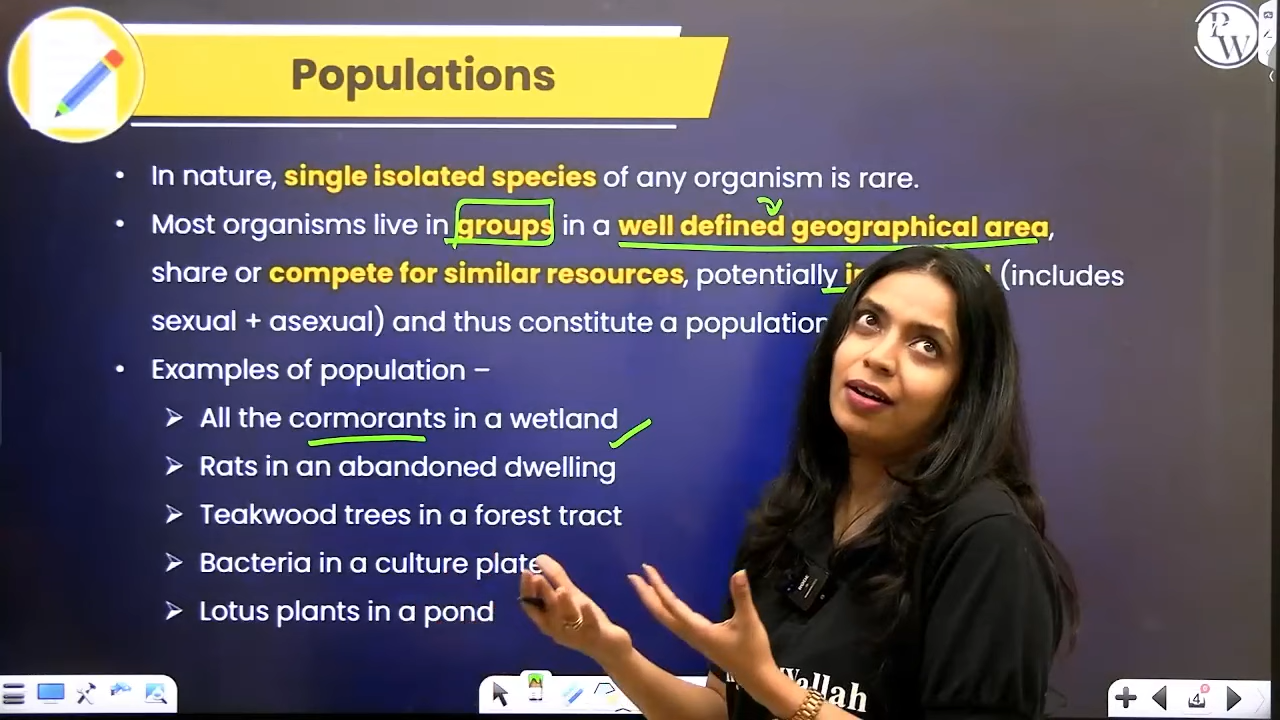 Populations
PW
• In nature, single isolated species of any organism is rare.
• Most organisms live in groups in a well defined geographical area,
share or compete for similar resources, potentially (includes
sexual + asexual) and thus constitute a population
• Examples of population –
➢ All the cormorants in a wetland
➢ Rats in an abandoned dwelling
➢ Teakwood trees in a forest tract
➢ Bacteria in a culture plate
➢ Lotus plants in a pond
Wallah
4